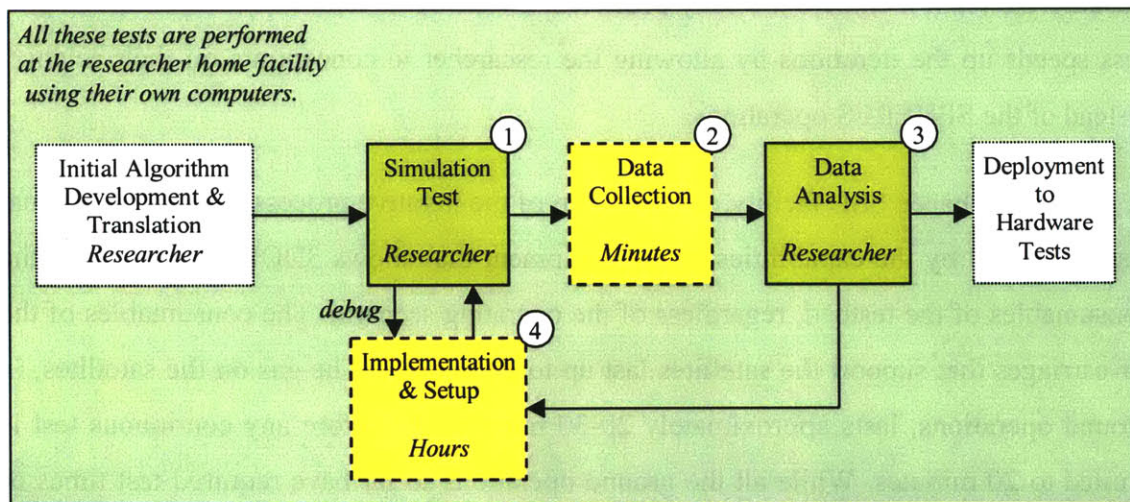 All these tests are performed
at the researcher home facility
using their own computers.
1
2
3
Initial Algorithm
Development &
Translation
Researcher
Simulation
Test
Researcher
Data
Collection
Minutes
Data
Analysis
Researcher
Deployment
to
Hardware
Tests
debug
4
Implementation
& Setup
Hours